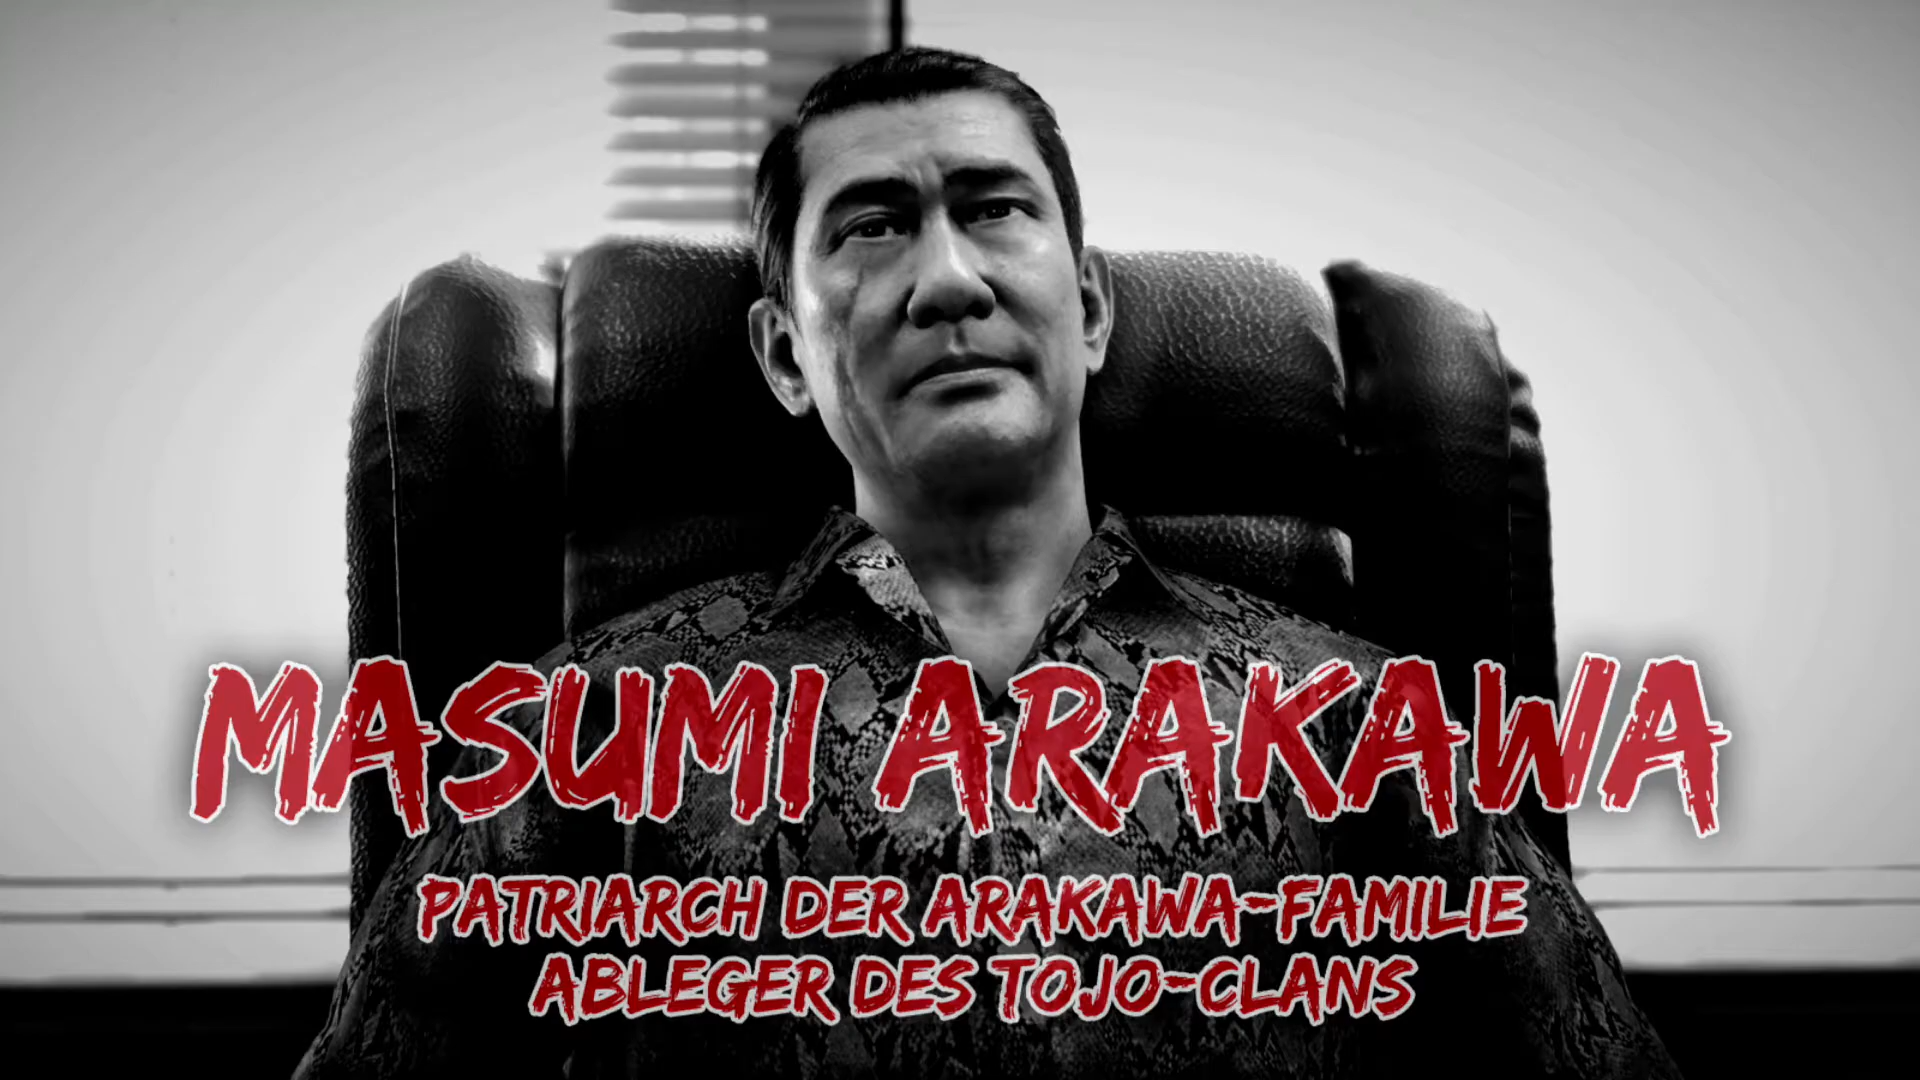 MASUMI ARAKAWA
PATRIARCH DER ARAKAWA-FAMILIE
ABLEGER DES TOJO-CLANS